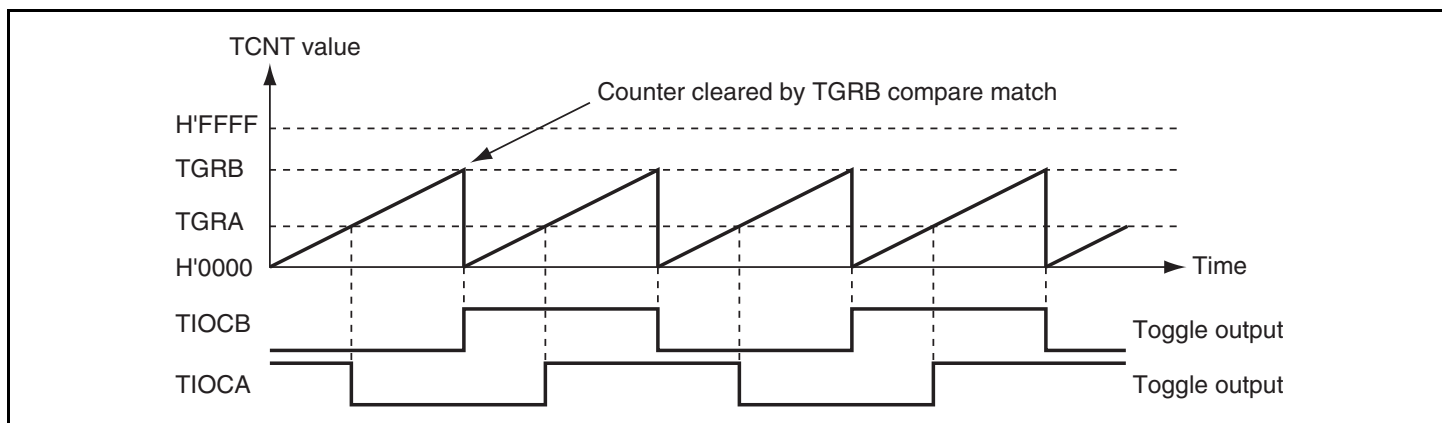 TCNT value
Counter cleared by TGRB compare match
H'FFFF
TGRB
TGRA
H'0000
Time
TIOCB
Toggle output
TIOCA
Toggle output